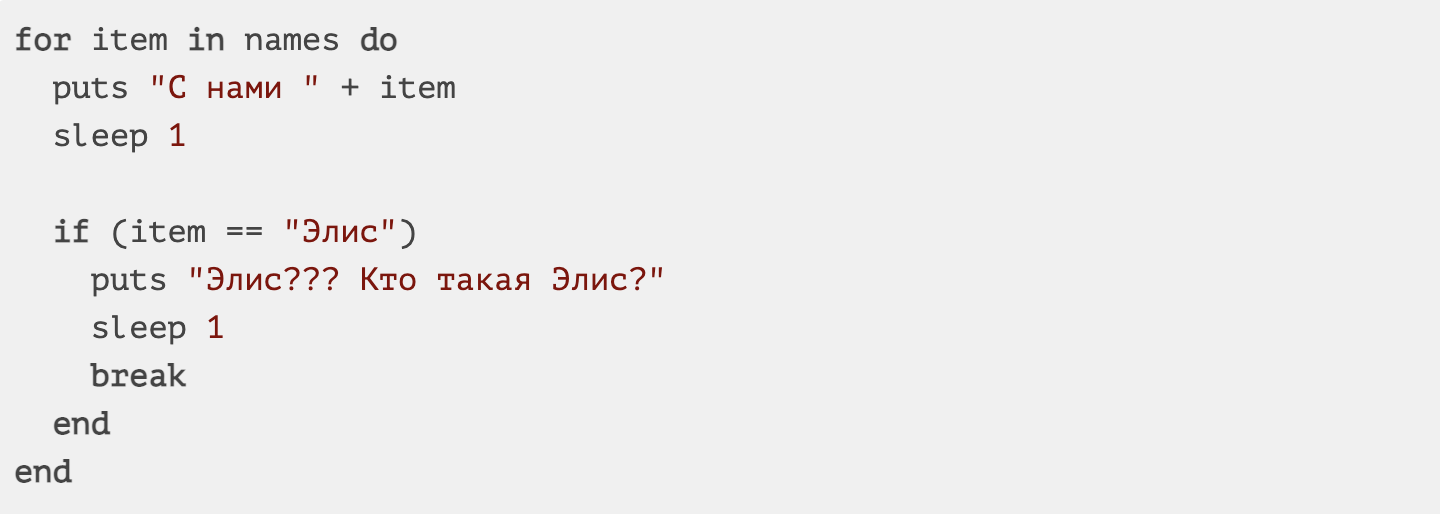 for item in names do
  puts "С нами " + item
  sleep 1

  if (item == "Элис")
    puts "Элис??? Кто такая Элис?"
    sleep 1
    break
  end
end